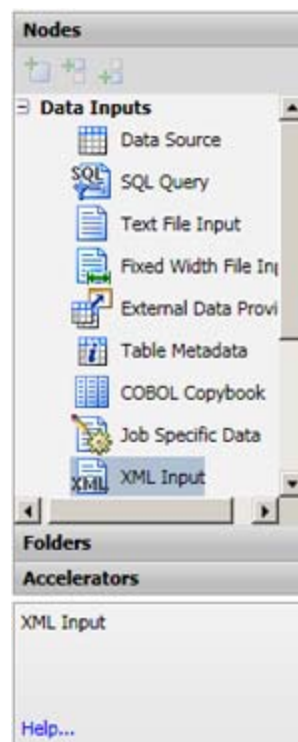 Nodes
Data Inputs
Data Source
SQL
SQL Query
Text File Input
Fixed Width File Inp
External Data Provi
i
Table Metadata
COBOL Copybook
Job Specific Data
XML
XML Input
Folders
Accelerators
XML Input
Help...